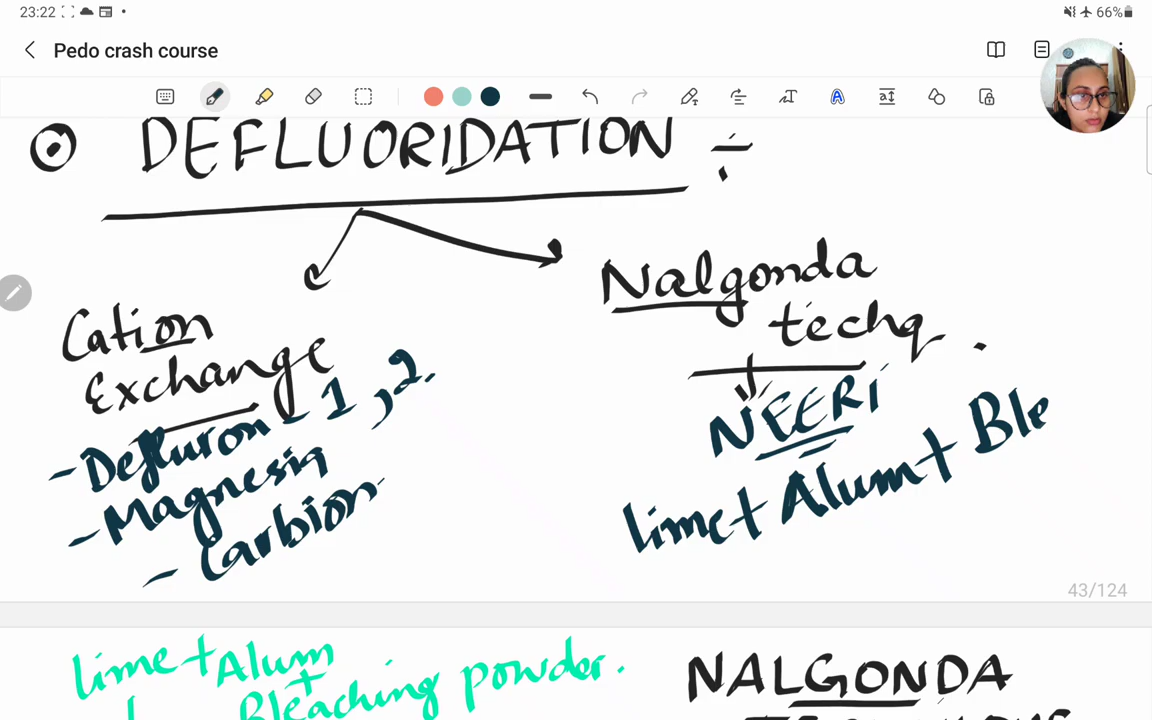 23:22
66%
Pedo crash course
DEFLUORIDATION ÷
Cation
Exchange
- Defluron - 1, 2.
- Magnesia
- Carbion
Nalgonda
techq.
NEERI
lime + Alum + Ble
43/124
lime + Alum
+
Bleaching powder.
NALGONDA